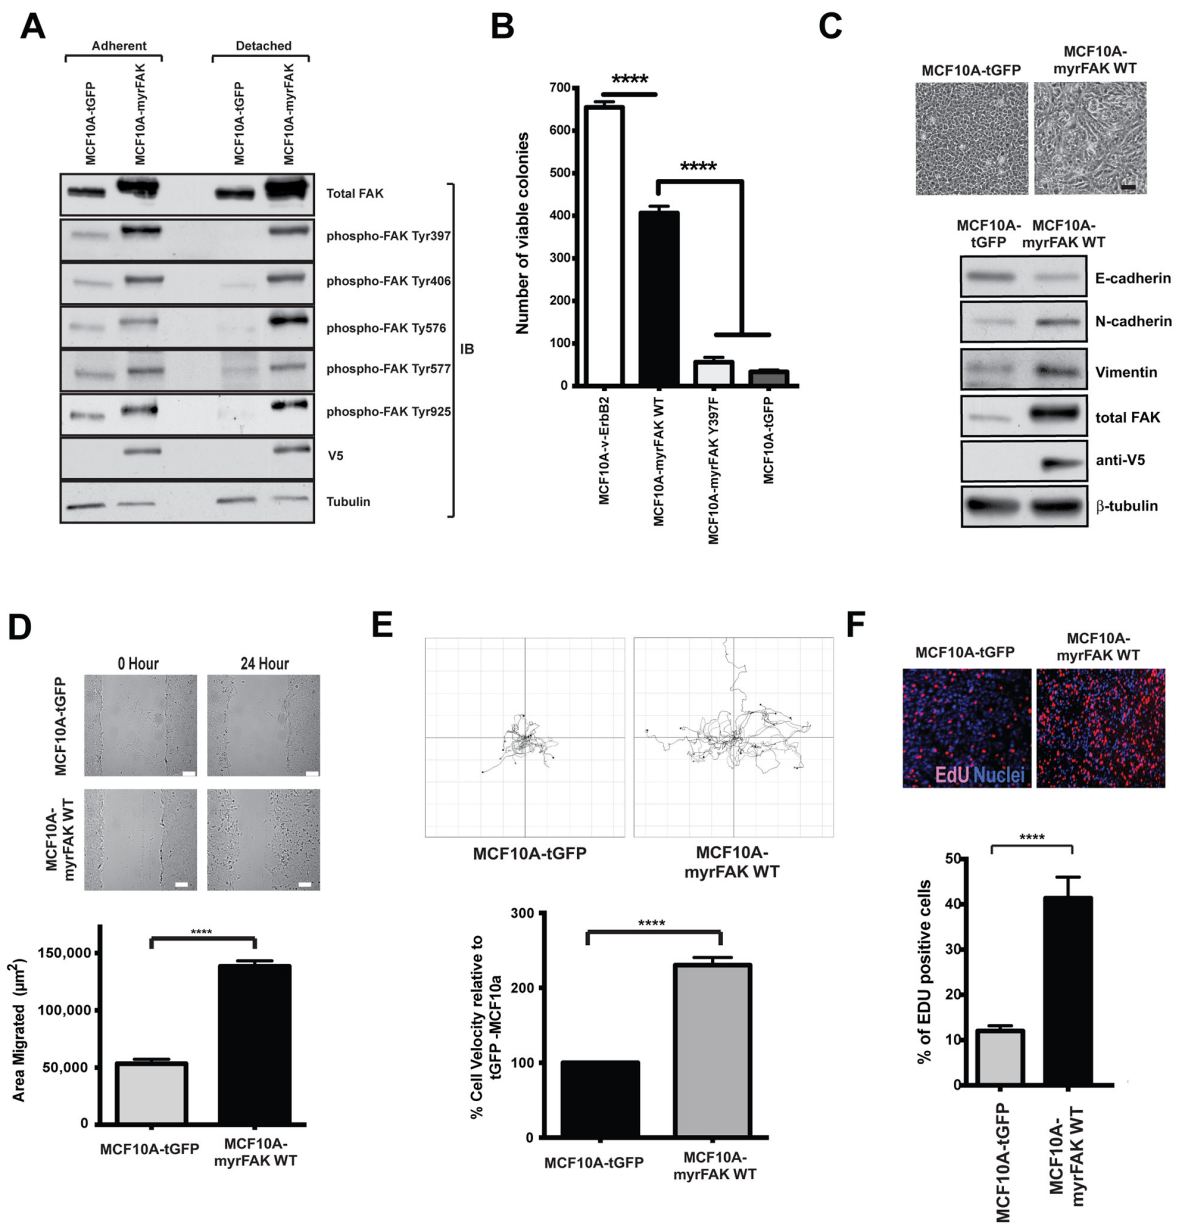 A
Adherent
Detached
MCF10A-tGFP
MCF10A-myrFAK
MCF10A-tGFP
MCF10A-myrFAK
Total FAK
phospho-FAK Tyr397
phospho-FAK Tyr406
phospho-FAK Ty576
phospho-FAK Tyr577
phospho-FAK Tyr925
V5
Tubulin
IB
B
Number of viable colonies
700
600
500
400
300
200
100
0
****
****
MCF10A-v-ErbB2
MCF10A-myrFAK WT
MCF10A-myrFAK Y397F
MCF10A-tGFP
C
MCF10A-tGFP
MCF10A-
myrFAK WT
MCF10A-
tGFP
MCF10A-
myrFAK WT
E-cadherin
N-cadherin
Vimentin
total FAK
anti-V5
β-tubulin
D
0 Hour
24 Hour
MCF10A-tGFP
MCF10A-
myrFAK WT
Area Migrated (µm²)
150,000
100,000
50,000
0
****
MCF10A-tGFP
MCF10A-
myrFAK WT
E
MCF10A-tGFP
MCF10A-
myrFAK WT
% Cell Velocity relative to
tGFP -MCF10a
300
200
100
0
****
MCF10A-tGFP
MCF10A-
myrFAK WT
F
MCF10A-tGFP
MCF10A-
myrFAK WT
EdU Nuclei
% of EDU positive cells
50
40
30
20
10
0
****
MCF10A-tGFP
MCF10A-
myrFAK WT